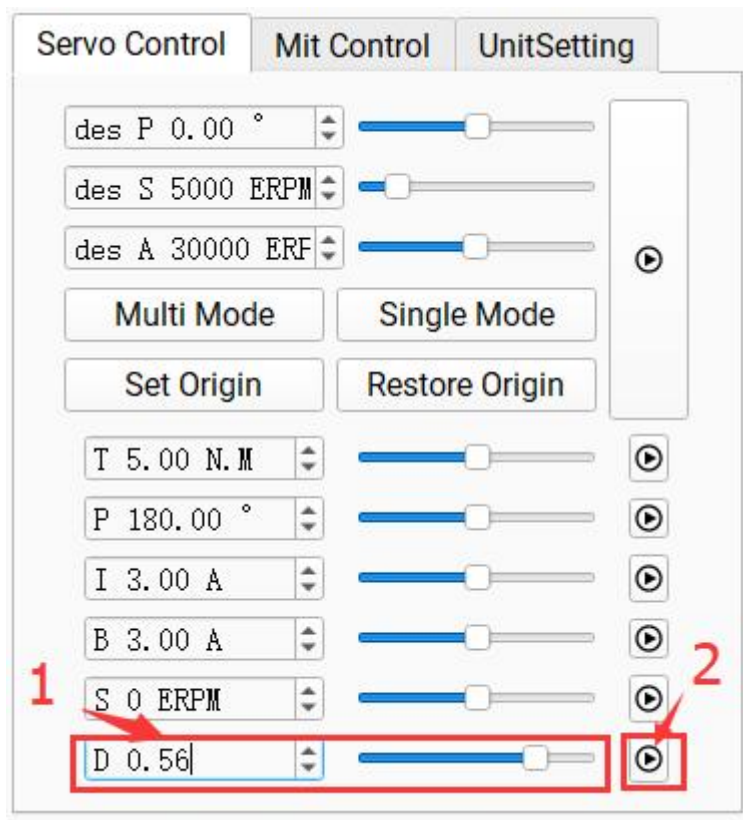 Servo Control Mit Control UnitSetting
des P 0.00 °
des S 5000 ERPM
des A 30000 ERF
Multi Mode Single Mode
Set Origin Restore Origin
T 5.00 N.M
P 180.00 °
I 3.00 A
B 3.00 A
1 S 0 ERPM 2
D 0.56